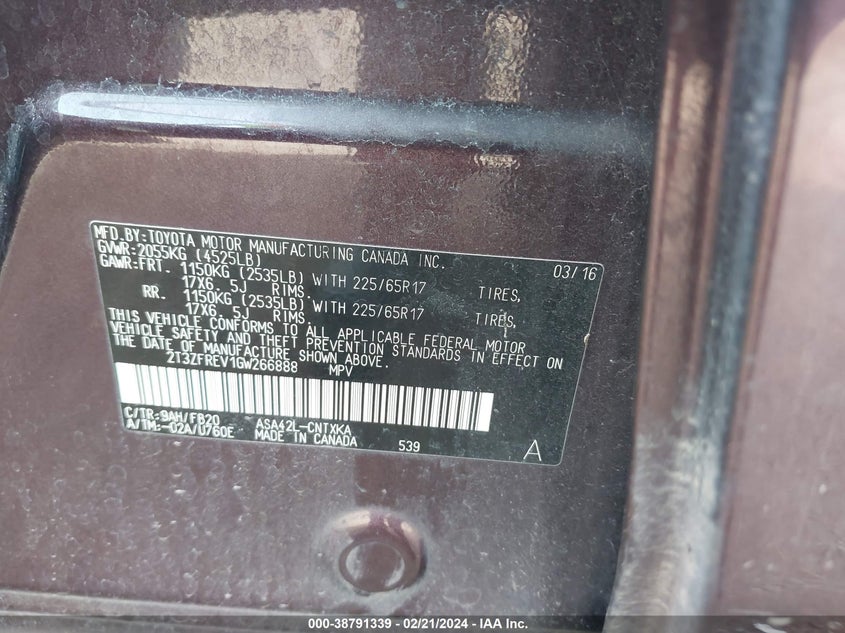 MFD.BY:TOYOTA MOTOR MANUFACTURING CANADA INC.
GVWR:2055KG (4525LB) 03/16
GAWR:FRT. 1150KG (2535LB) WITH 225/65R17 TIRES,
17X6. 5J RIMS.
RR. 1150KG (2535LB) WITH 225/65R17 TIRES,
17X6. 5J RIMS.
THIS VEHICLE CONFORMS TO ALL APPLICABLE FEDERAL MOTOR
VEHICLE SAFETY AND THEFT PREVENTION STANDARDS IN EFFECT ON
THE DATE OF MANUFACTURE SHOWN ABOVE.
2T3ZFREV1GW266888 MPV
C/TR:9AH/FB20 ASA42L-CNTXKA
A/TM:-02A/U760E MADE IN CANADA 539 A
000-38791339 - 02/21/2024 - IAA Inc.